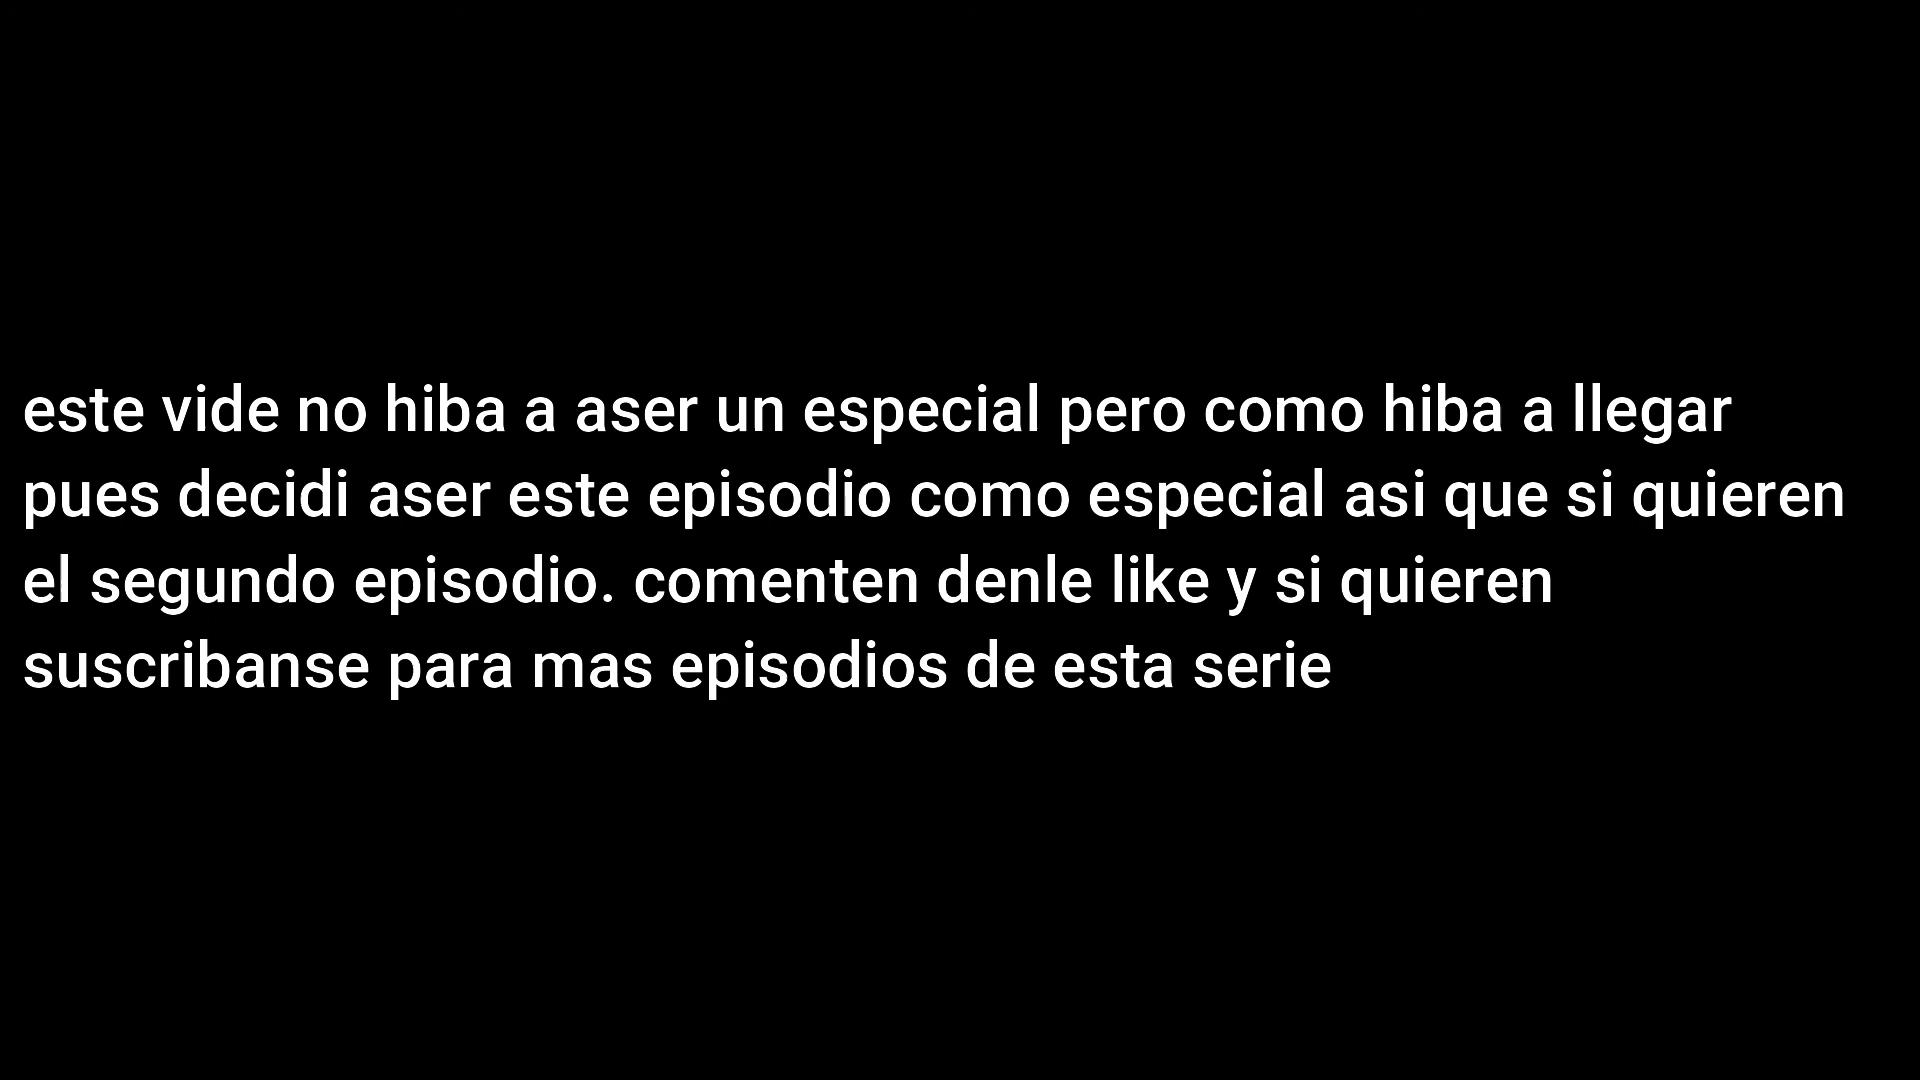 este vide no hiba a aser un especial pero como hiba a llegar
pues decidi aser este episodio como especial asi que si quieren
el segundo episodio. comenten denle like y si quieren
suscribanse para mas episodios de esta serie